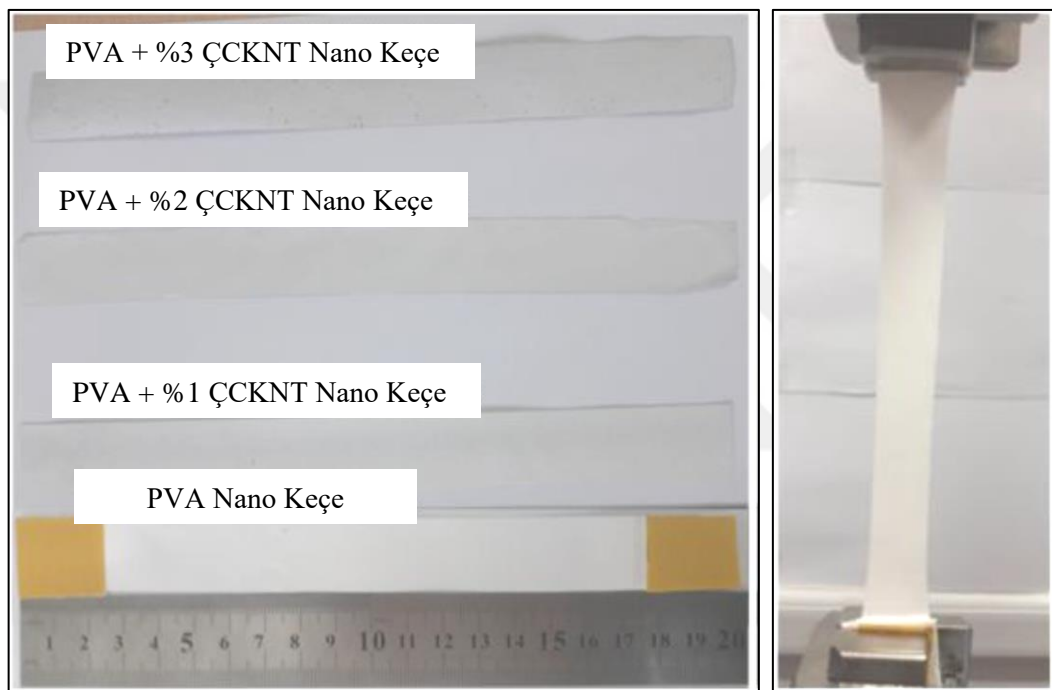 PVA + %3 ÇCKNT Nano Keçe
PVA + %2 ÇCKNT Nano Keçe
PVA + %1 ÇCKNT Nano Keçe
PVA Nano Keçe
1 2 3 4 5 6 7 8 9 10 11 12 13 14 15 16 17 18 19 20